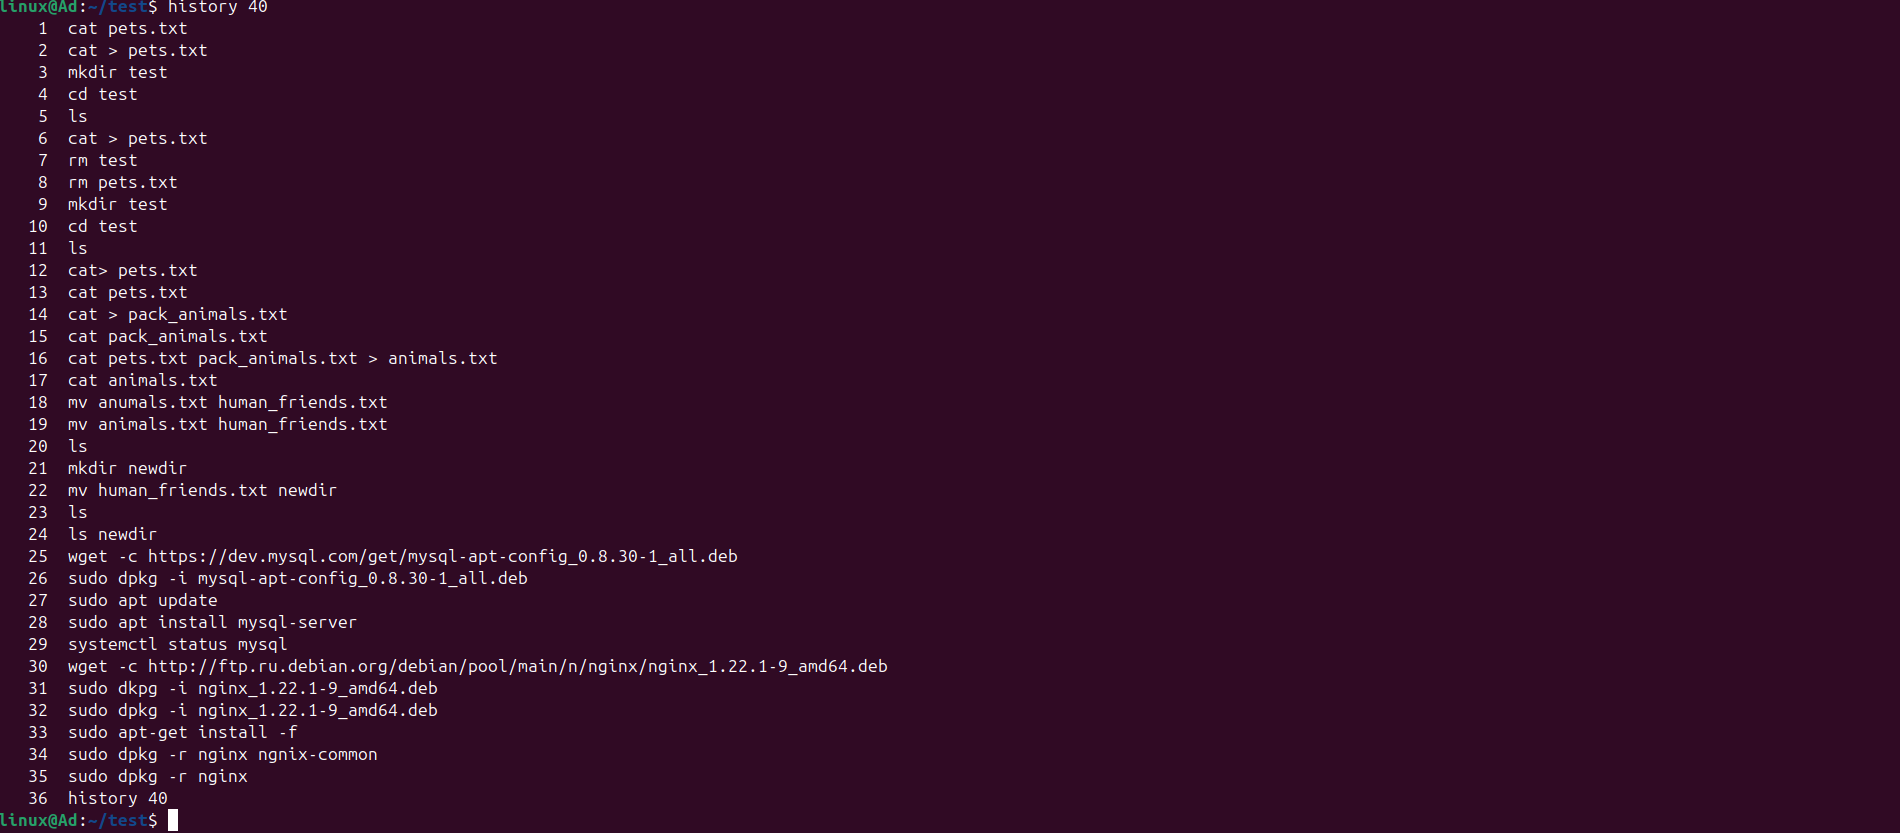 linux@Ad:~/test$ history 40
1 cat pets.txt
2 cat > pets.txt
3 mkdir test
4 cd test
5 ls
6 cat > pets.txt
7 rm test
8 rm pets.txt
9 mkdir test
10 cd test
11 ls
12 cat> pets.txt
13 cat pets.txt
14 cat > pack_animals.txt
15 cat pack_animals.txt
16 cat pets.txt pack_animals.txt > animals.txt
17 cat animals.txt
18 mv anumals.txt human_friends.txt
19 mv animals.txt human_friends.txt
20 ls
21 mkdir newdir
22 mv human_friends.txt newdir
23 ls
24 ls newdir
25 wget -c https://dev.mysql.com/get/mysql-apt-config_0.8.30-1_all.deb
26 sudo dpkg -i mysql-apt-config_0.8.30-1_all.deb
27 sudo apt update
28 sudo apt install mysql-server
29 systemctl status mysql
30 wget -c http://ftp.ru.debian.org/debian/pool/main/n/nginx/nginx_1.22.1-9_amd64.deb
31 sudo dkpg -i nginx_1.22.1-9_amd64.deb
32 sudo dpkg -i nginx_1.22.1-9_amd64.deb
33 sudo apt-get install -f
34 sudo dpkg -r nginx ngnix-common
35 sudo dpkg -r nginx
36 history 40
linux@Ad:~/test$